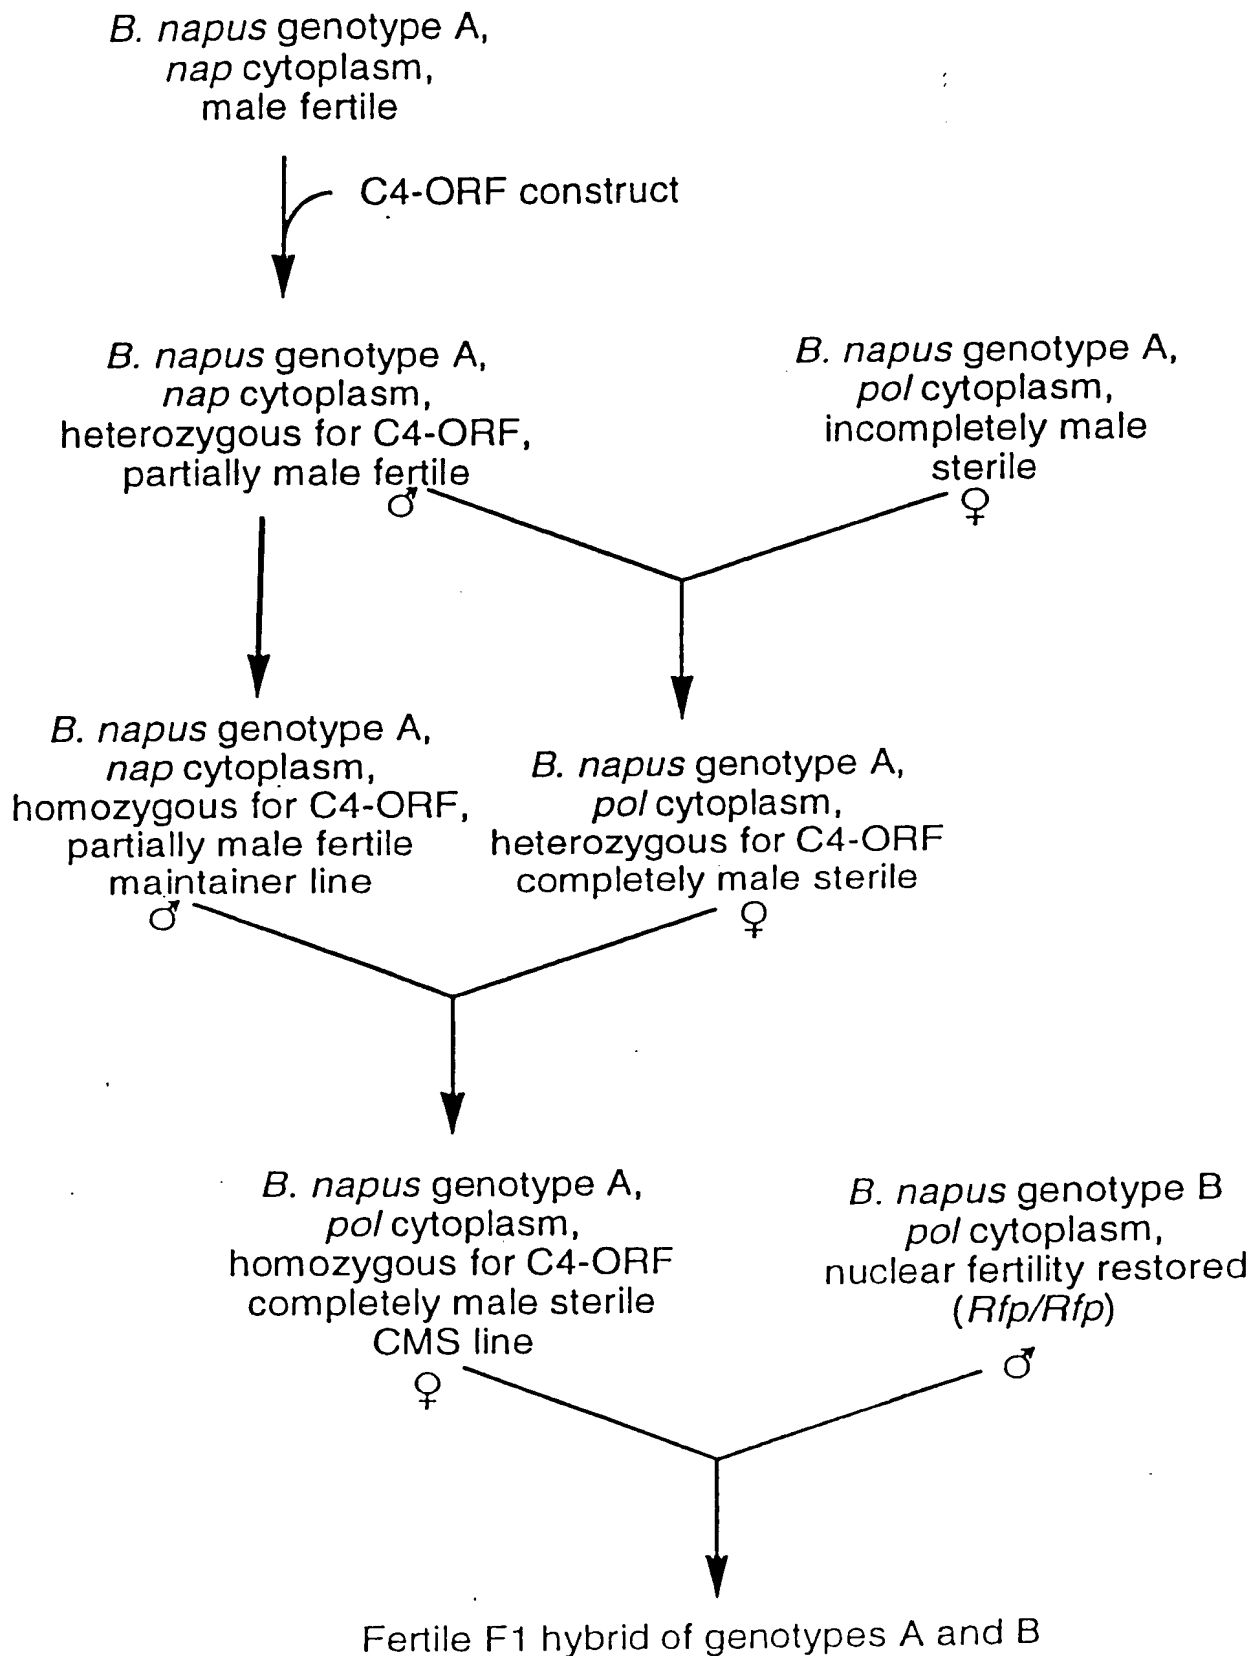 B. napus genotype A,
nap cytoplasm,
male fertile
C4-ORF construct
B. napus genotype A,
nap cytoplasm,
heterozygous for C4-ORF,
partially male fertile
♂
B. napus genotype A,
pol cytoplasm,
incompletely male
sterile
♀
B. napus genotype A,
nap cytoplasm,
homozygous for C4-ORF,
partially male fertile
maintainer line
♂
B. napus genotype A,
pol cytoplasm,
heterozygous for C4-ORF
completely male sterile
♀
B. napus genotype A,
pol cytoplasm,
homozygous for C4-ORF
completely male sterile
CMS line
♀
B. napus genotype B
pol cytoplasm,
nuclear fertility restored
(Rfp/Rfp)
♂
Fertile F1 hybrid of genotypes A and B